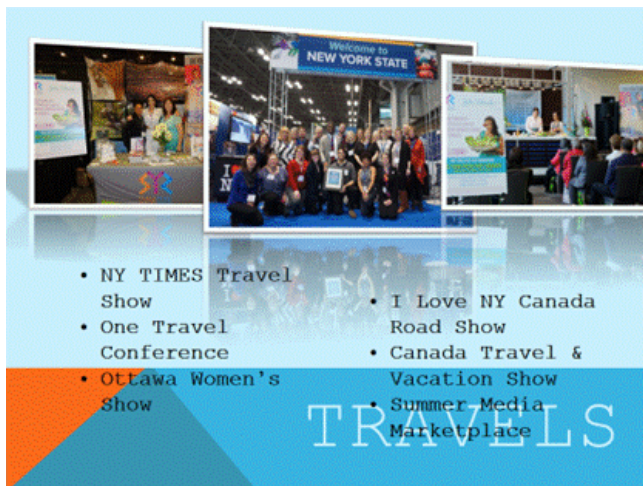 Welcome to
NEW YORK STATE
SYR
I
N
• NY TIMES Travel
Show
• One Travel
Conference
• Ottawa Women's
Show
• I Love NY Canada
Road Show
• Canada Travel &
Vacation Show
• Summer Media
Marketplace
TRAVELS